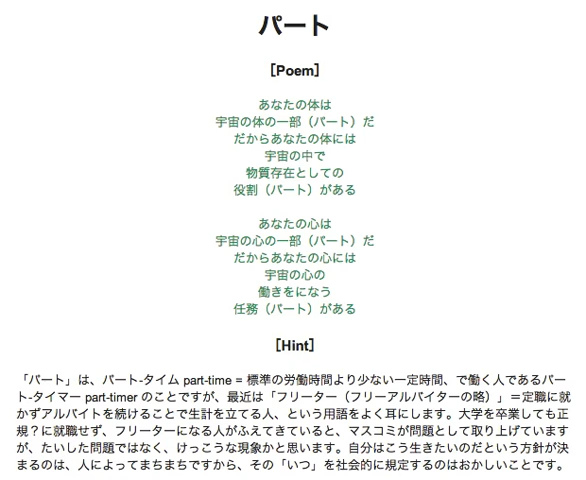 パート
［Poem］
あなたの体は
宇宙の体の一部（パート）だ
だからあなたの体には
宇宙の中で
物質存在としての
役割（パート）がある
あなたの心は
宇宙の心の一部（パート）だ
だからあなたの心には
宇宙の心の
働きをになう
任務（パート）がある
［Hint］
「パート」は、パート-タイム part-time = 標準の労働時間より少ない一定時間、で働く人であるパー
ト-タイマー part-timer のことですが、最近は「フリーター（フリーアルバイターの略）」＝定職に就
かずアルバイトを続けることで生計を立てる人、という用語をよく耳にします。大学を卒業しても正
規？に就職せず、フリーターになる人がふえてきていると、マスコミが問題として取り上げています
が、たいした問題ではなく、けっこうな現象かと思います。自分はこう生きたいのだという方針が決
まるのは、人によってまちまちですから、その「いつ」を社会的に規定するのはおかしいことです。